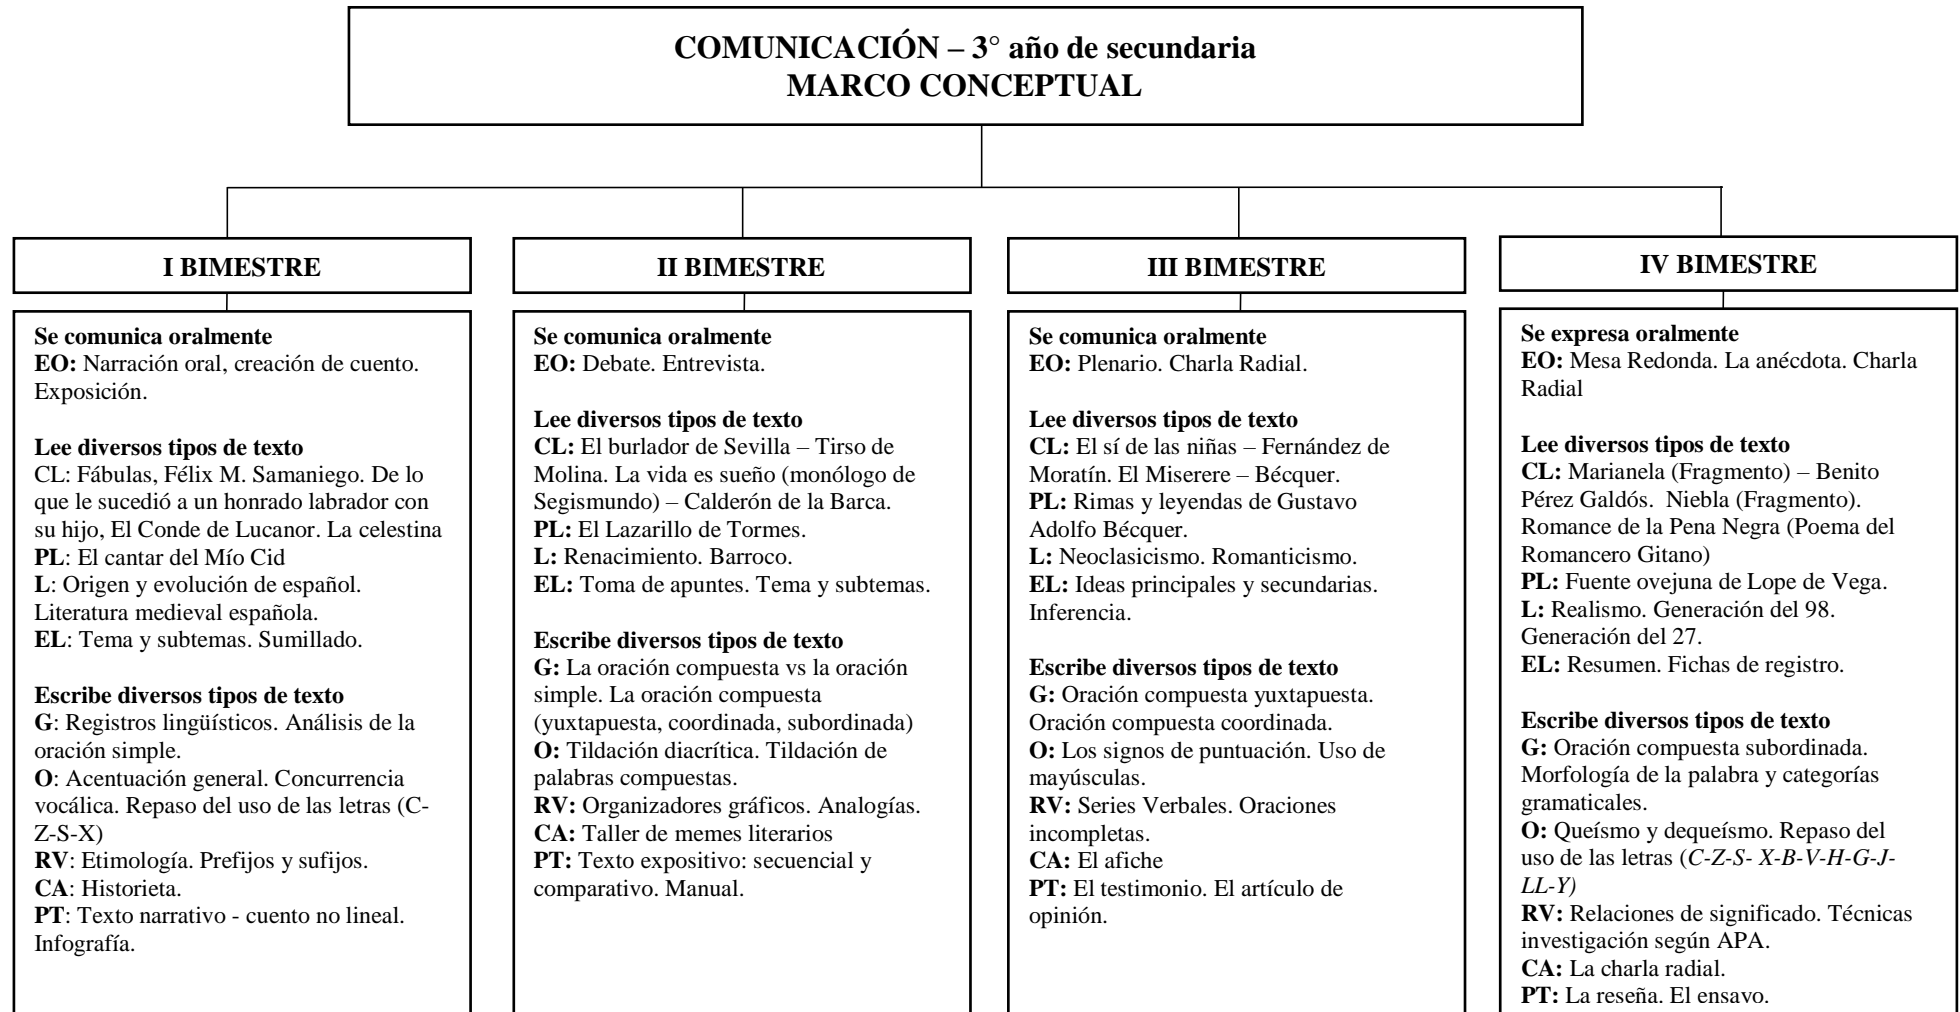 COMUNICACIÓN – 3° año de secundaria
MARCO CONCEPTUAL
I BIMESTRE
Se comunica oralmente
EO: Narración oral, creación de cuento.
Exposición.
Lee diversos tipos de texto
CL: Fábulas, Félix M. Samaniego. De lo
que le sucedió a un honrado labrador con
su hijo, El Conde de Lucanor. La celestina
PL: El cantar del Mío Cid
L: Origen y evolución de español.
Literatura medieval española.
EL: Tema y subtemas. Sumillado.
Escribe diversos tipos de texto
G: Registros lingüísticos. Análisis de la
oración simple.
O: Acentuación general. Concurrencia
vocálica. Repaso del uso de las letras (C-
Z-S-X)
RV: Etimología. Prefijos y sufijos.
CA: Historieta.
PT: Texto narrativo - cuento no lineal.
Infografía.
II BIMESTRE
Se comunica oralmente
EO: Debate. Entrevista.
Lee diversos tipos de texto
CL: El burlador de Sevilla – Tirso de
Molina. La vida es sueño (monólogo de
Segismundo) – Calderón de la Barca.
PL: El Lazarillo de Tormes.
L: Renacimiento. Barroco.
EL: Toma de apuntes. Tema y subtemas.
Escribe diversos tipos de texto
G: La oración compuesta vs la oración
simple. La oración compuesta
(yuxtapuesta, coordinada, subordinada)
O: Tildación diacrítica. Tildación de
palabras compuestas.
RV: Organizadores gráficos. Analogías.
CA: Taller de memes literarios
PT: Texto expositivo: secuencial y
comparativo. Manual.
III BIMESTRE
Se comunica oralmente
EO: Plenario. Charla Radial.
Lee diversos tipos de texto
CL: El sí de las niñas – Fernández de
Moratín. El Miserere – Bécquer.
PL: Rimas y leyendas de Gustavo
Adolfo Bécquer.
L: Neoclasicismo. Romanticismo.
EL: Ideas principales y secundarias.
Inferencia.
Escribe diversos tipos de texto
G: Oración compuesta yuxtapuesta.
Oración compuesta coordinada.
O: Los signos de puntuación. Uso de
mayúsculas.
RV: Series Verbales. Oraciones
incompletas.
CA: El afiche
PT: El testimonio. El artículo de
opinión.
IV BIMESTRE
Se expresa oralmente
EO: Mesa Redonda. La anécdota. Charla
Radial
Lee diversos tipos de texto
CL: Marianela (Fragmento) – Benito
Pérez Galdós. Niebla (Fragmento).
Romance de la Pena Negra (Poema del
Romancero Gitano)
PL: Fuente ovejuna de Lope de Vega.
L: Realismo. Generación del 98.
Generación del 27.
EL: Resumen. Fichas de registro.
Escribe diversos tipos de texto
G: Oración compuesta subordinada.
Morfología de la palabra y categorías
gramaticales.
O: Queísmo y dequeísmo. Repaso del
uso de las letras (C-Z-S- X-B-V-H-G-J-
LL-Y)
RV: Relaciones de significado. Técnicas
investigación según APA.
CA: La charla radial.
PT: La reseña. El ensayo.